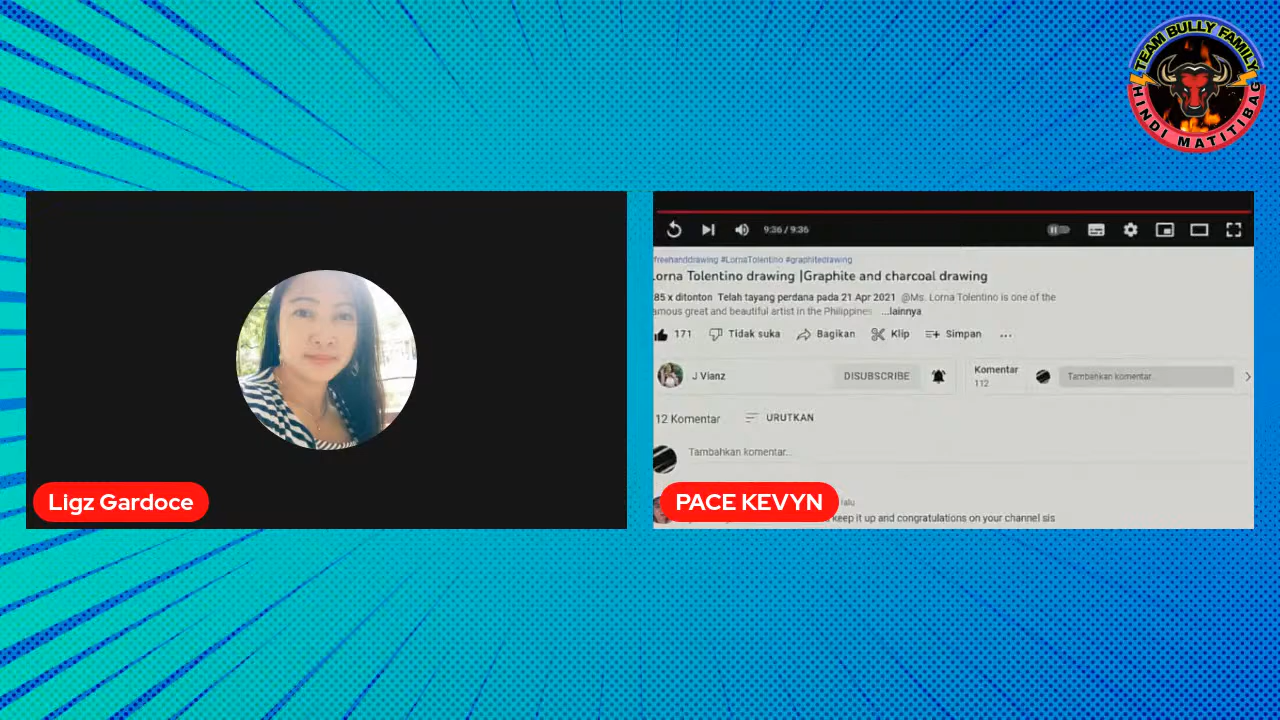 TEAM BULLY FAMILY
HINDI MATITIBAG
Ligz Gardoce
9:36 / 9:36
freehanddrawing #LornaTolentino #graphitedrawing
Lorna Tolentino drawing |Graphite and charcoal drawing
85 x ditonton Telah tayang perdana pada 21 Apr 2021 @Ms. Lorna Tolentino is one of the
amous great and beautiful artist in the Philippines ...lainnya
171 Tidak suka Bagikan Klip Simpan ...
J Vianz DISUBSCRIBE
Komentar
112
Tambahkan komentar...
12 Komentar URUTKAN
Tambahkan komentar...
lalu
keep it up and congratulations on your channel sis
PACE KEVYN